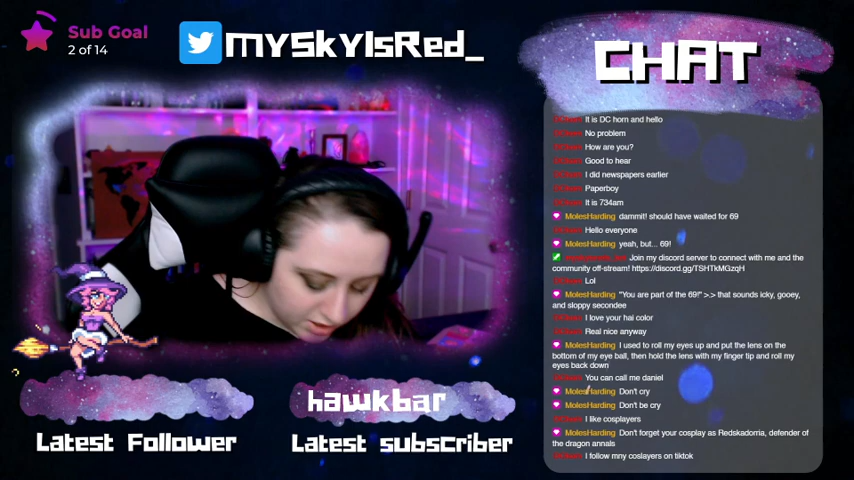 Sub Goal
2 of 14
MYSkYIsRed_
CHAT
It is DC horn and hello
No problem
How are you?
Good to hear
I did newspapers earlier
Paperboy
It is 734am
MolesHarding dammit! should have waited for 69
Hello everyone
MolesHarding yeah, but... 69!
Join my discord server to connect with me and the
community off-stream! https://discord.gg/TSHTkMGzqH
Lol
MolesHarding "You are part of the 69!" >.> that sounds icky, gooey,
and sloppy secondee
I love your hai color
Real nice anyway
MolesHarding I used to roll my eyes up and put the lens on the
bottom of my eye ball, then hold the lens with my finger tip and roll my
eyes back down
You can call me daniel
MolesHarding Don't cry
MolesHarding Don't be cry
I like cosplayers
MolesHarding Don't forget your cosplay as Redskadorria, defender of
the dragon annals
I follow mny coslayers on tiktok
hawkbar
Latest Follower
Latest subscriber